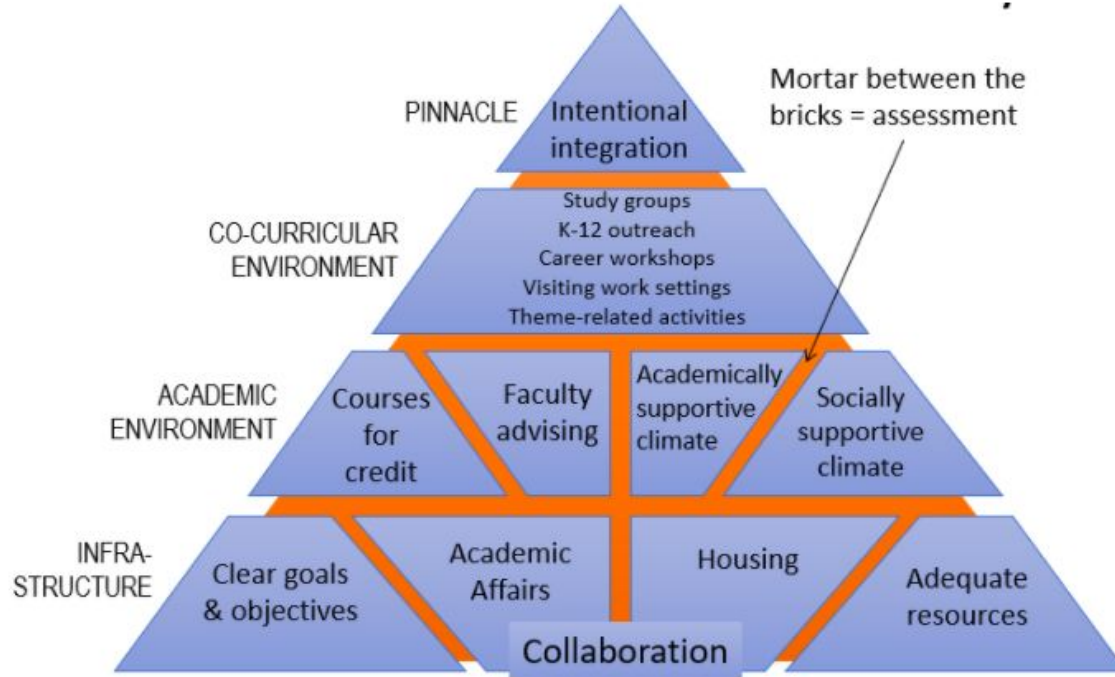 PINNACLE
Intentional
integration
Mortar between the
bricks = assessment
CO-CURRICULAR
ENVIRONMENT
Study groups
K-12 outreach
Career workshops
Visiting work settings
Theme-related activities
ACADEMIC
ENVIRONMENT
Courses
for
credit
Faculty
advising
Academically
supportive
climate
Socially
supportive
climate
INFRA-
STRUCTURE
Clear goals
& objectives
Academic
Affairs
Housing
Adequate
resources
Collaboration